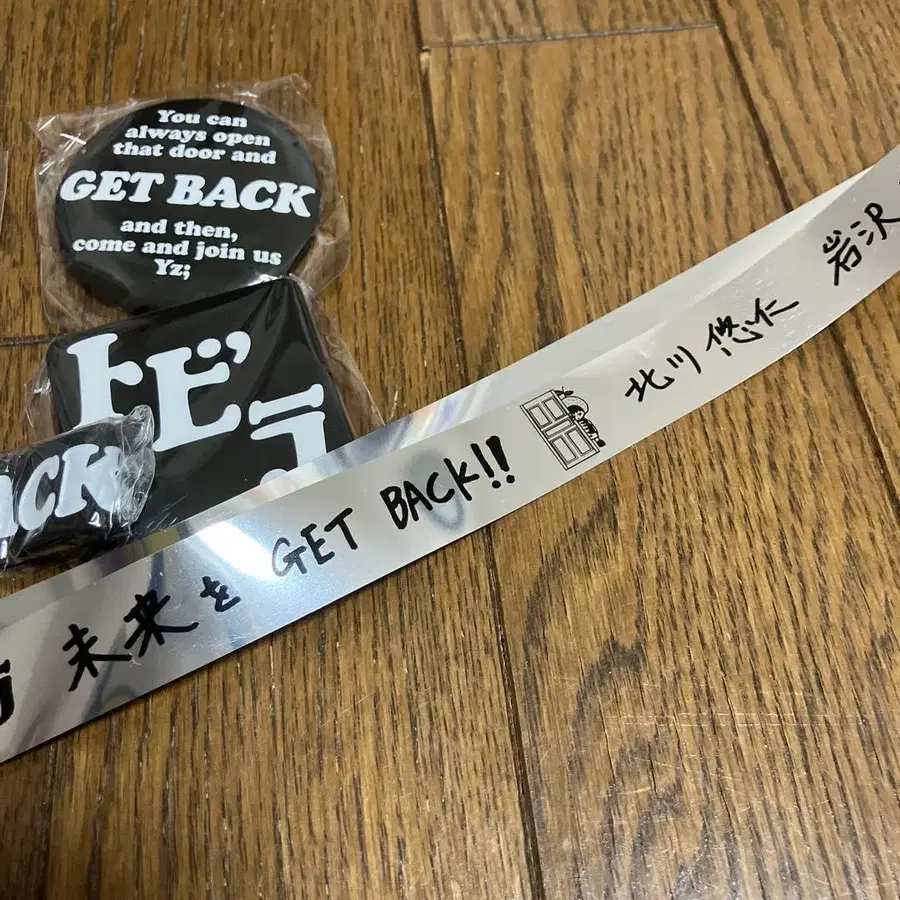 You can
always open
that door and
GET BACK
and then,
come and join us
Yz;
トビラ
ACK
未来を GET BACK!! 北川 悠仁 岩沢